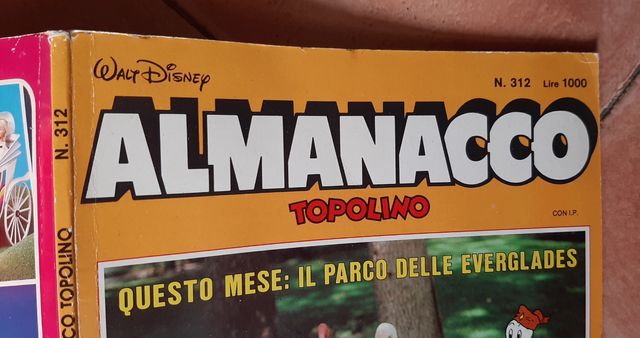 WALT DISNEY
N. 312 Lire 1000
ALMANACCO
TOPOLINO
CON I.P.
QUESTO MESE: IL PARCO DELLE EVERGLADES
N. 312
CO TOPOLINO